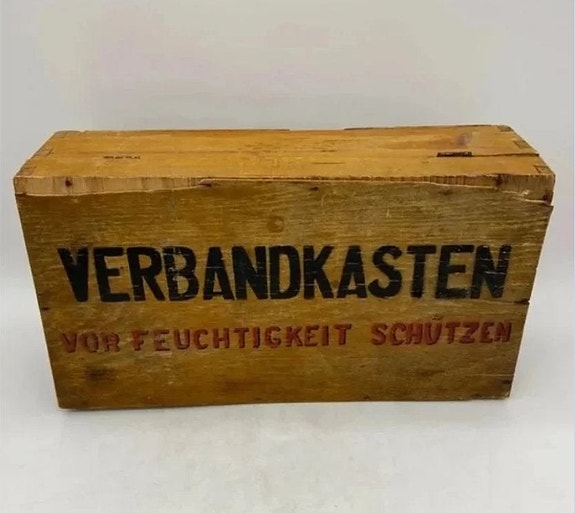 VERBANDKASTEN
VOR FEUCHTIGKEIT SCHÜTZEN